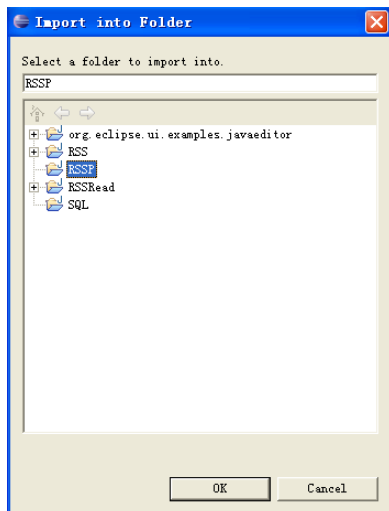 Import into Folder
Select a folder to import into.
RSSP
org.eclipse.ui.examples.javaeditor
RSS
RSSP
RSSRead
SQL
OK Cancel